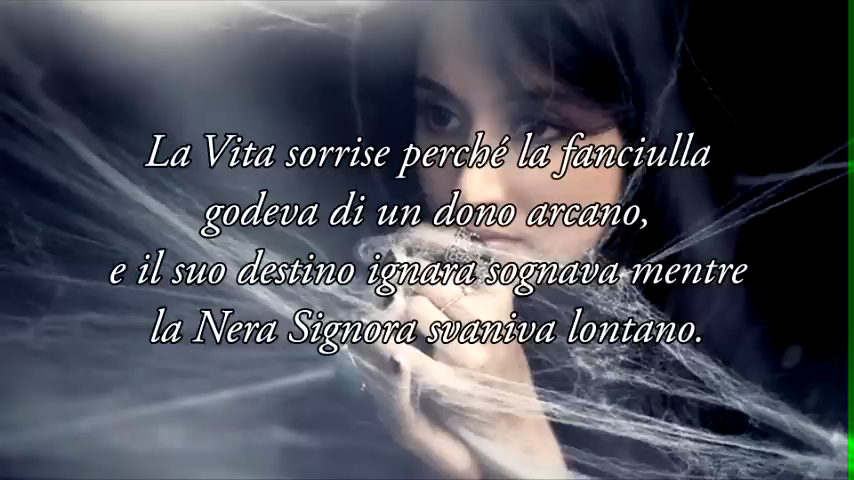 La Vita sorrise perché la fanciulla
godeva di un dono arcano,
e il suo destino ignara sognava mentre
la Nera Signora svaniva lontano.